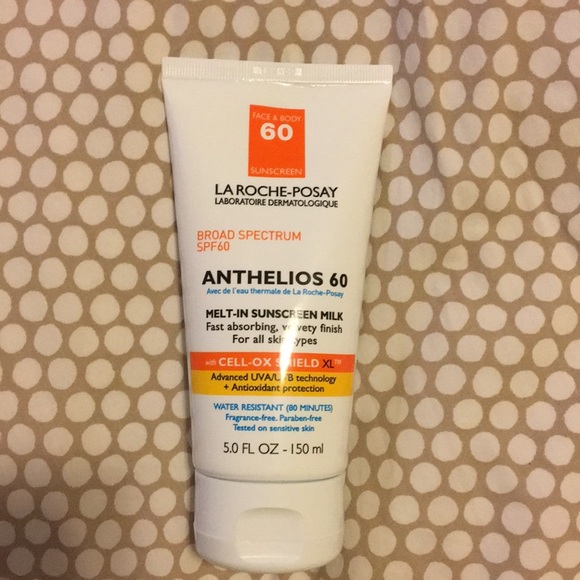 FACE & BODY
60
SUNSCREEN
LA ROCHE-POSAY
LABORATOIRE DERMATOLOGIQUE
BROAD SPECTRUM
SPF60
ANTHELIOS 60
Avec de l'eau thermale de La Roche-Posay
MELT-IN SUNSCREEN MILK
Fast absorbing, velvety finish
For all skin types
with CELL-OX SHIELD XL™
Advanced UVA/UVB technology
+ Antioxidant protection
WATER RESISTANT (80 MINUTES)
Fragrance-free. Paraben-free
Tested on sensitive skin
5.0 FL OZ - 150 ml